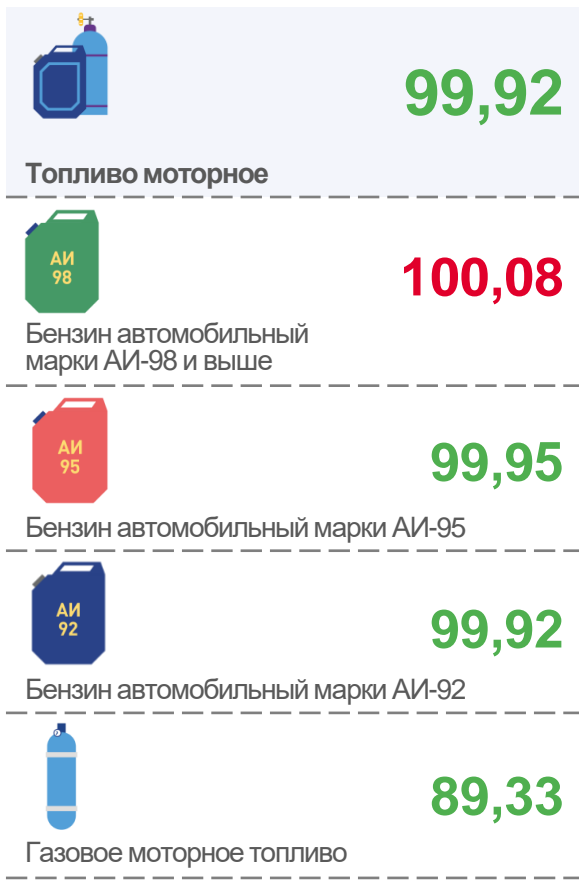 99,92
Топливо моторное
АИ
98
100,08
Бензин автомобильный
марки АИ-98 и выше
АИ
95
99,95
Бензин автомобильный марки АИ-95
АИ
92
99,92
Бензин автомобильный марки АИ-92
89,33
Газовое моторное топливо